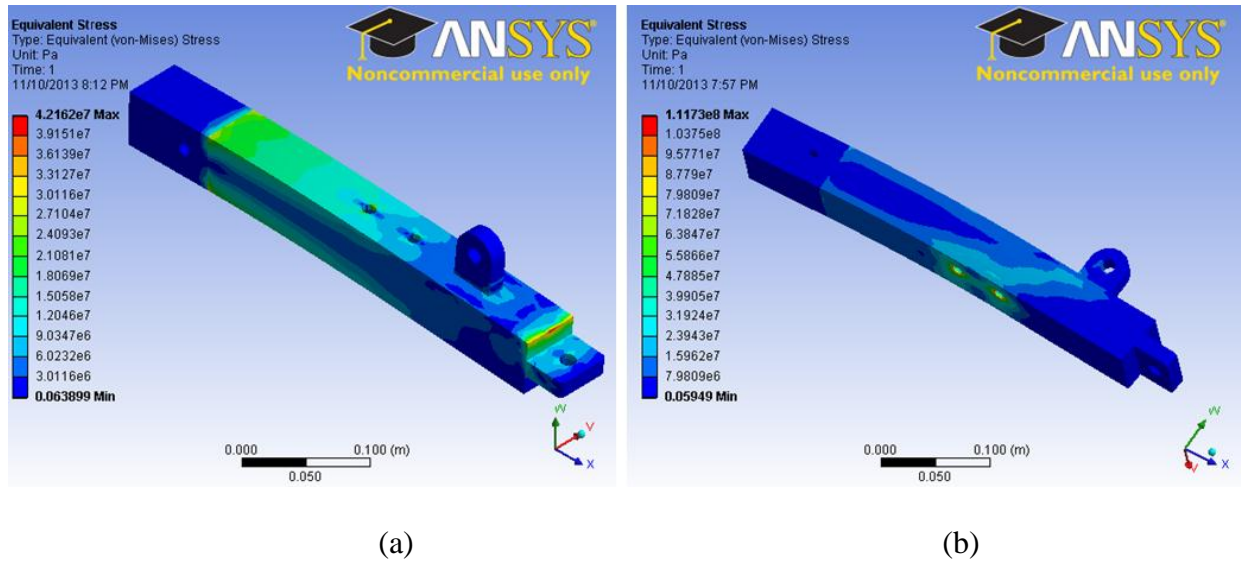 Equivalent Stress
Type: Equivalent (von-Mises) Stress
Unit: Pa
Time: 1
11/10/2013 8:12 PM
ANSYS
Noncommercial use only
4.2162e7 Max
3.9151e7
3.6139e7
3.3127e7
3.0116e7
2.7104e7
2.4093e7
2.1081e7
1.8069e7
1.5058e7
1.2046e7
9.0347e6
6.0232e6
3.0116e6
0.063899 Min
0.000
0.100 (m)
0.050
W
V
X
(a)
Equivalent Stress
Type: Equivalent (von-Mises) Stress
Unit: Pa
Time: 1
11/10/2013 7:57 PM
ANSYS
Noncommercial use only
1.1173e8 Max
1.0375e8
9.5771e7
8.779e7
7.9809e7
7.1828e7
6.3847e7
5.5866e7
4.7885e7
3.9905e7
3.1924e7
2.3943e7
1.5962e7
7.9809e6
0.05949 Min
0.000
0.100 (m)
0.050
W
V
X
(b)